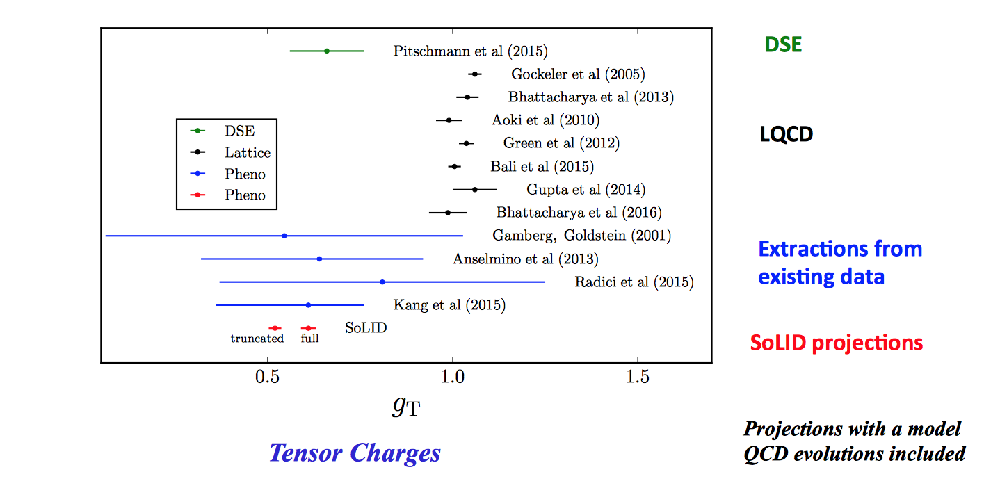 Pitschmann et al (2015)
DSE
Gockeler et al (2005)
Bhattacharya et al (2013)
Aoki et al (2010)
Green et al (2012)
LQCD
Bali et al (2015)
Gupta et al (2014)
Bhattacharya et al (2016)
DSE
Lattice
Pheno
Pheno
Gamberg, Goldstein (2001)
Anselmino et al (2013)
Radici et al (2015)
Kang et al (2015)
Extractions from
existing data
SoLID
truncated full
SoLID projections
0.5 1.0 1.5
gT
Tensor Charges
Projections with a model
QCD evolutions included